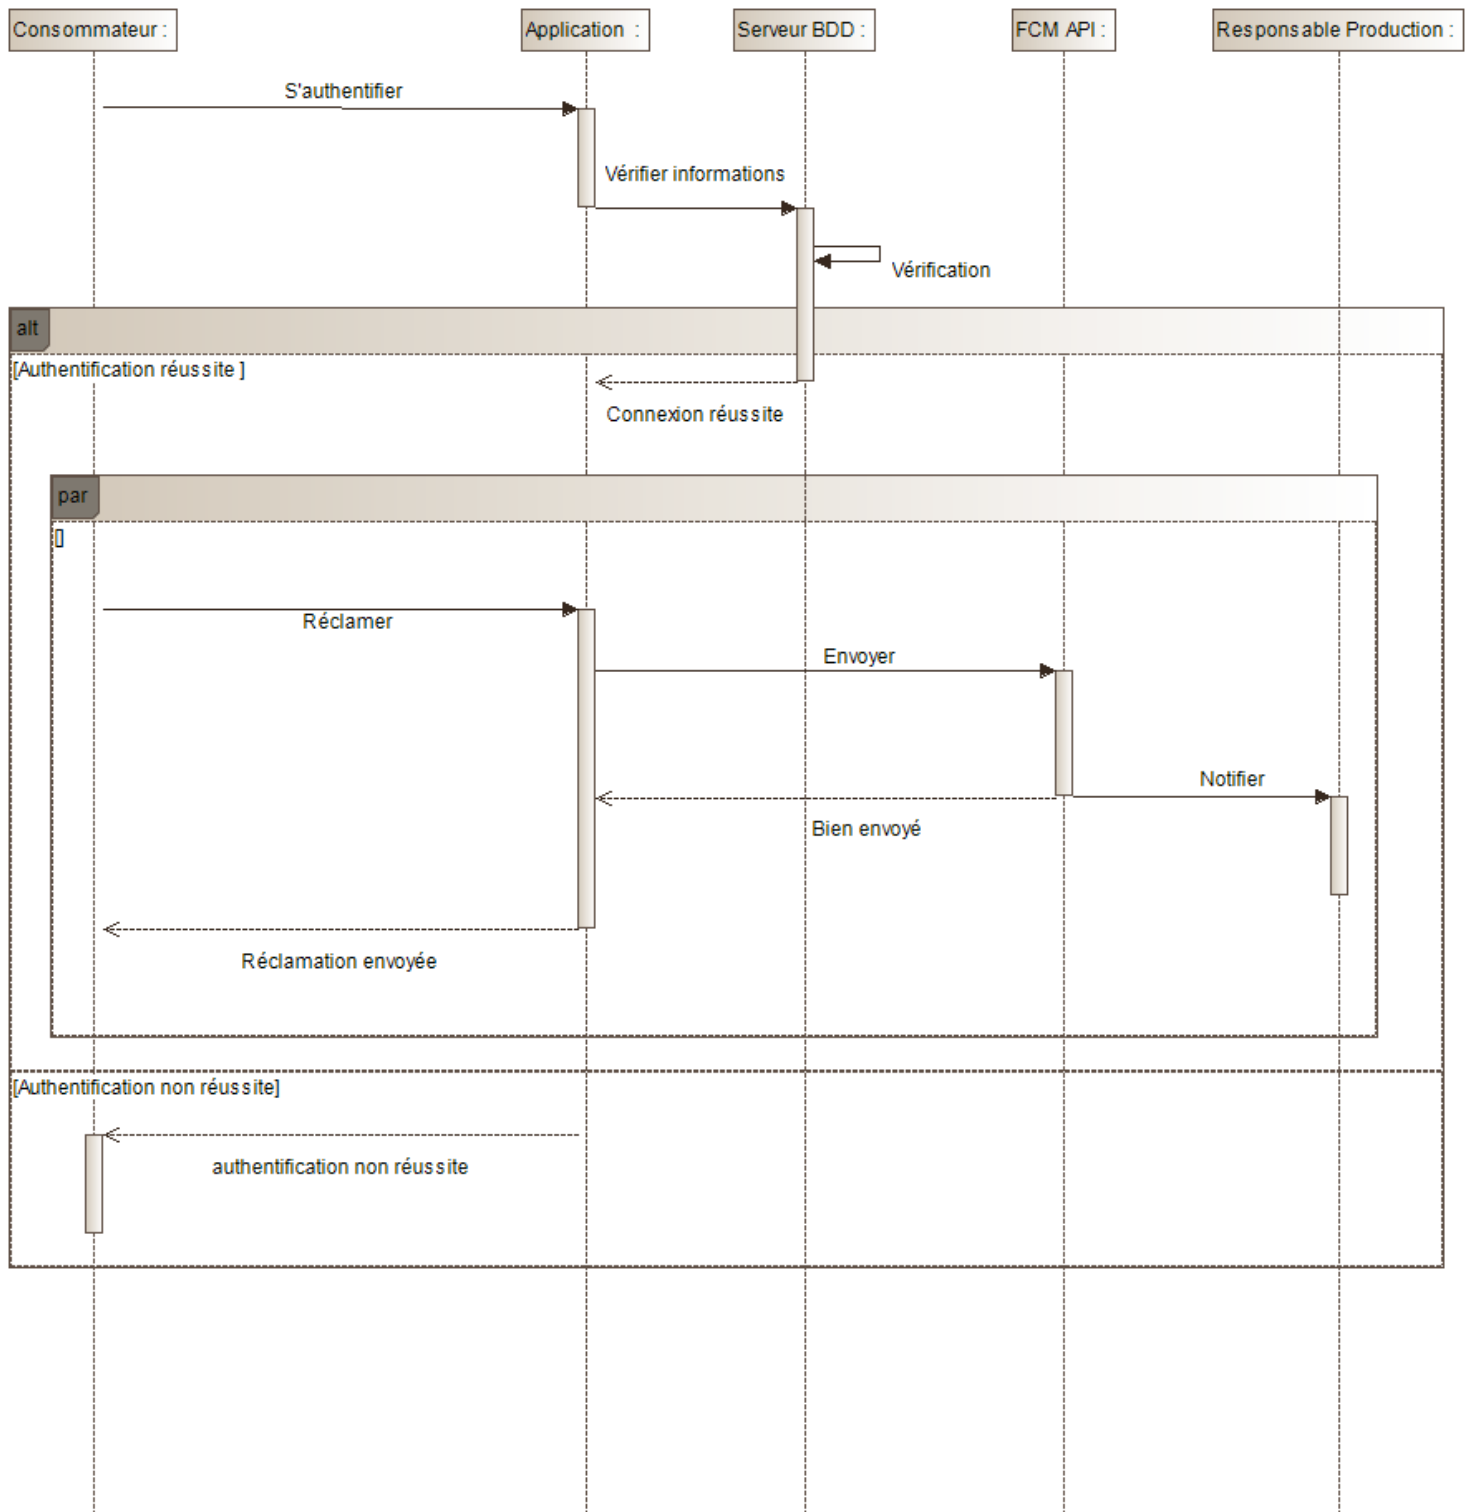 Consommateur :
Application :
Serveur BDD :
FCM API :
Responsable Production :
S'authentifier
Vérifier informations
Vérification
alt
[Authentification réussite ]
Connexion réussite
par
[]
Réclamer
Envoyer
Notifier
Bien envoyé
Réclamation envoyée
[Authentification non réussite]
authentification non réussite